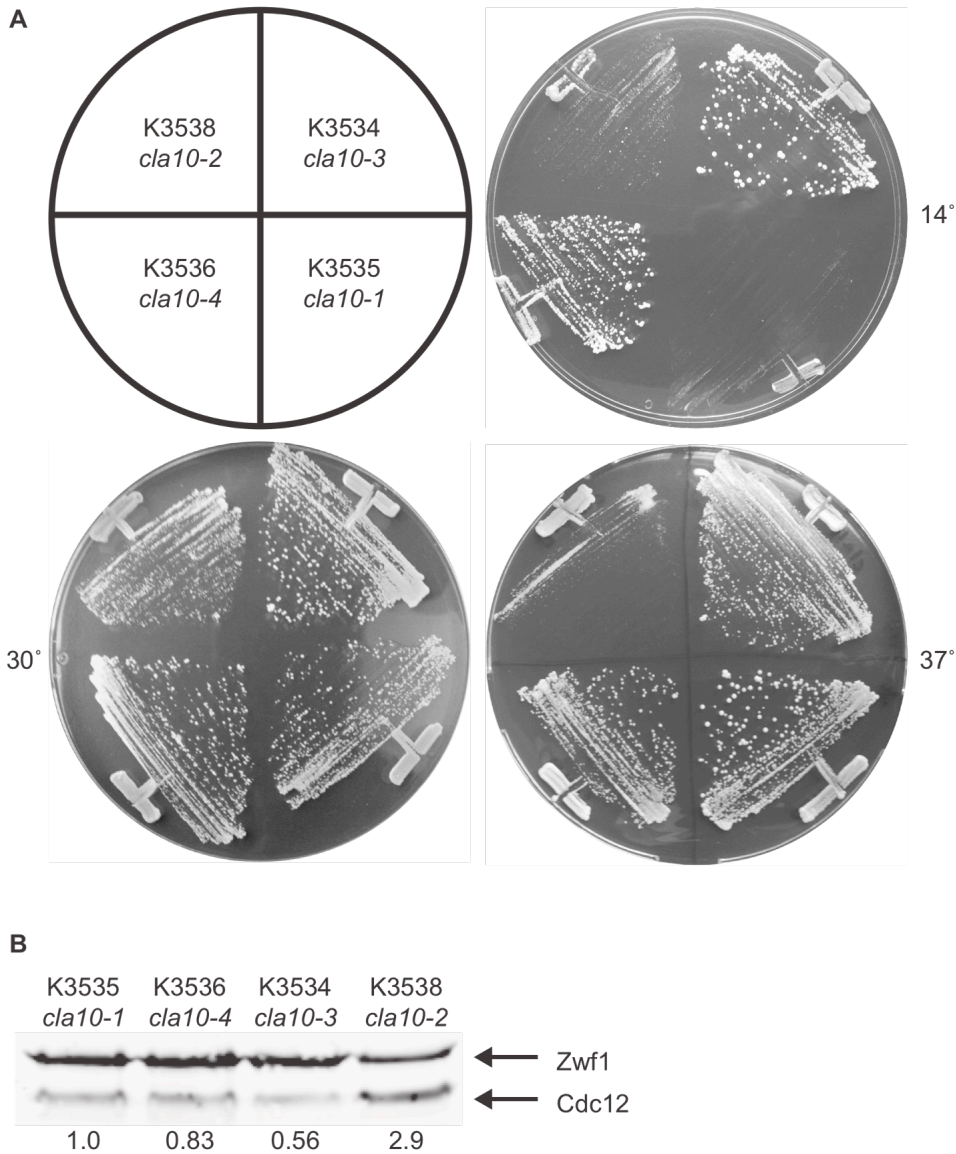 A
K3538
cla10-2
K3534
cla10-3
K3536
cla10-4
K3535
cla10-1
14°
30°
37°
B
K3535 K3536 K3534 K3538
cla10-1 cla10-4 cla10-3 cla10-2
Zwf1
Cdc12
1.0 0.83 0.56 2.9